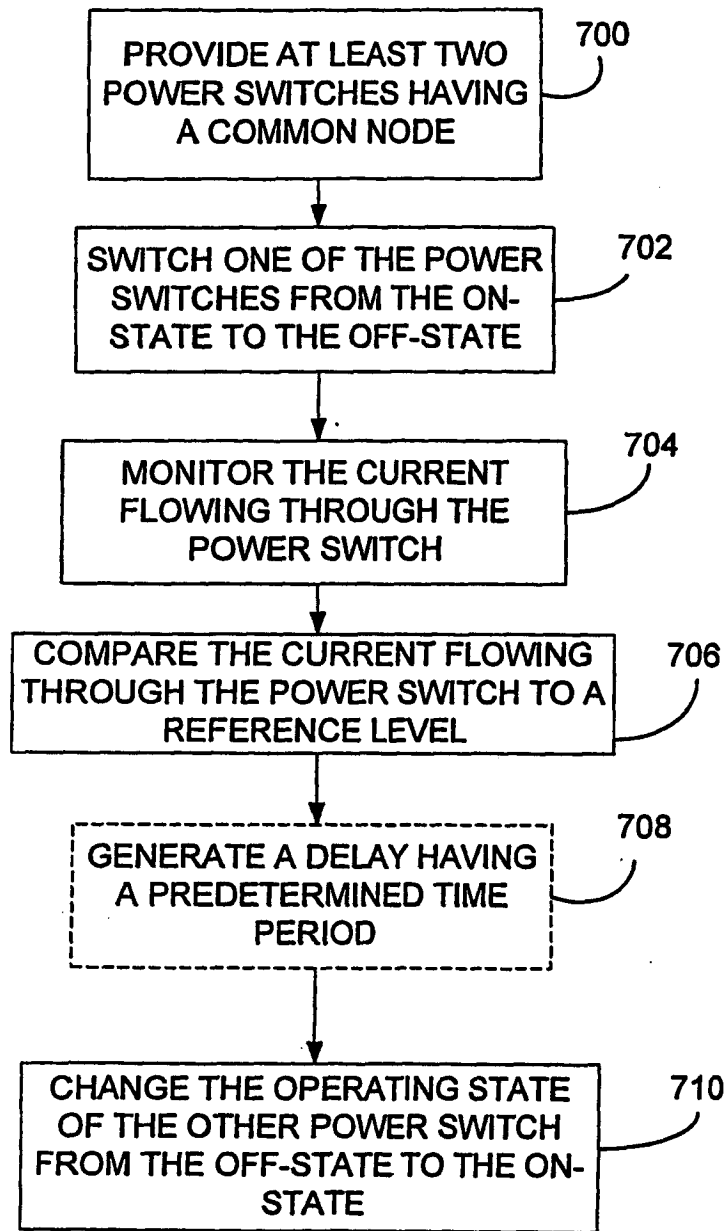 PROVIDE AT LEAST TWO
POWER SWITCHES HAVING
A COMMON NODE
700
SWITCH ONE OF THE POWER
SWITCHES FROM THE ON-
STATE TO THE OFF-STATE
702
MONITOR THE CURRENT
FLOWING THROUGH THE
POWER SWITCH
704
COMPARE THE CURRENT FLOWING
THROUGH THE POWER SWITCH TO A
REFERENCE LEVEL
706
GENERATE A DELAY HAVING
A PREDETERMINED TIME
PERIOD
708
CHANGE THE OPERATING STATE
OF THE OTHER POWER SWITCH
FROM THE OFF-STATE TO THE ON-
STATE
710